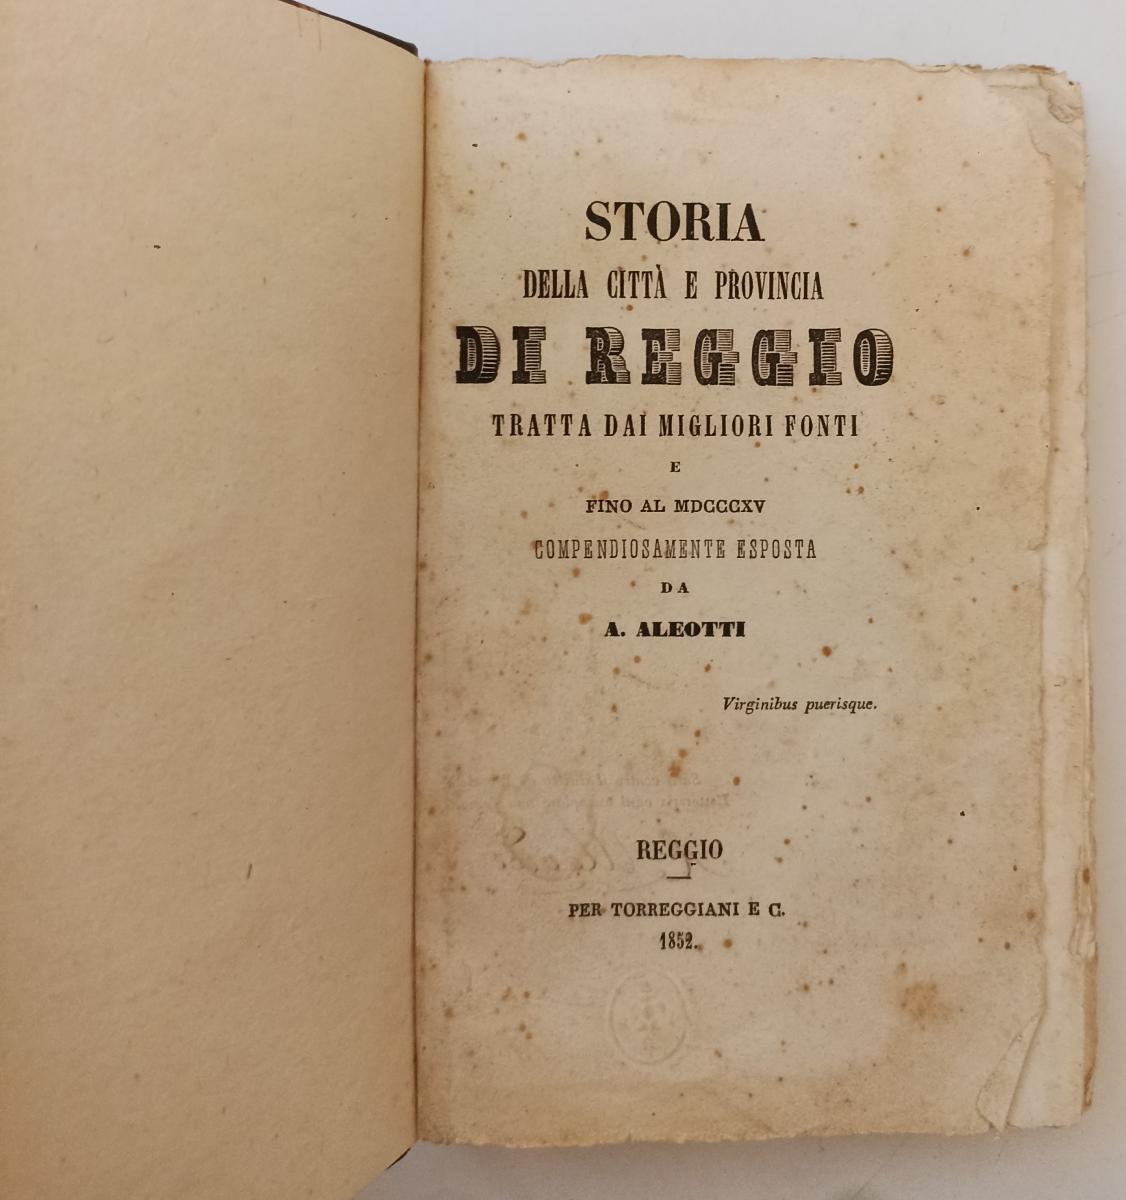 STORIA
DELLA CITTÀ E PROVINCIA
DI REGGIO
TRATTA DAI MIGLIORI FONTI
E
FINO AL MDCCCXV
COMPENDIOSAMENTE ESPOSTA
DA
A. ALEOTTI
Virginibus puerisque.
REGGIO
PER TORREGGIANI E C.
1852.